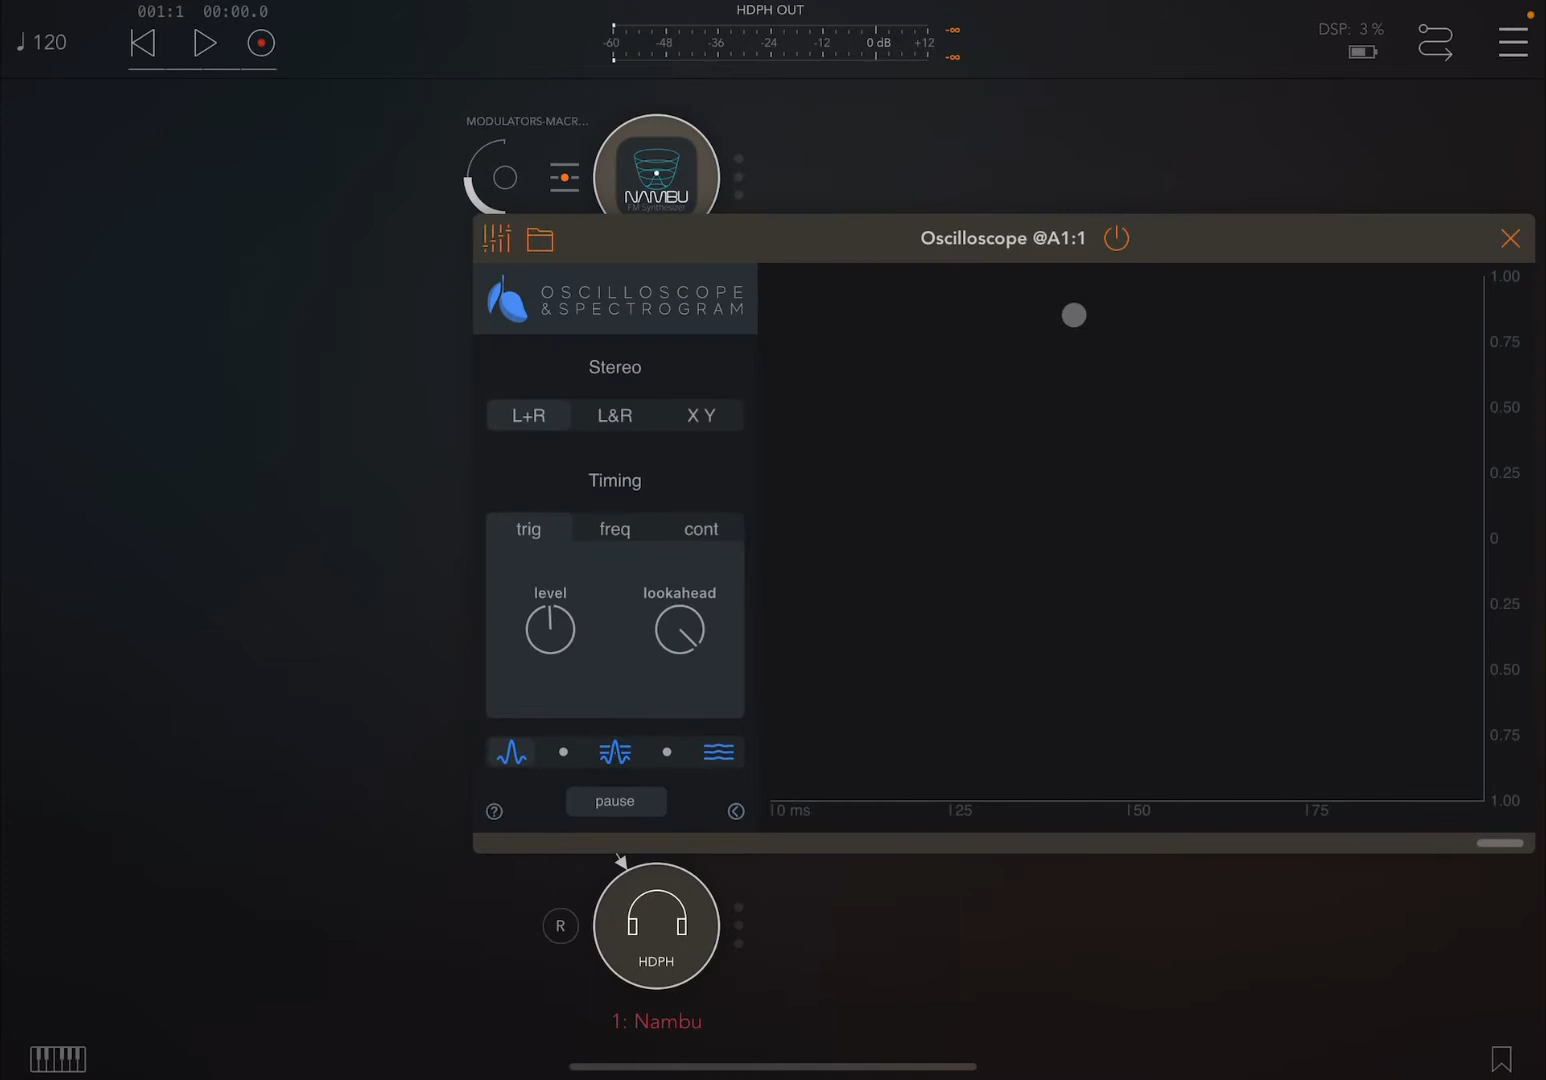 001:1 00:00.0
♩ 120
HDPH OUT
-60 -48 -36 -24 -12 0 dB +12
-∞
-∞
DSP: 3 %
MODULATORS-MACR...
NAMBU
FM Synthesizer
Oscilloscope @A1:1
OSCILLOSCOPE
&SPECTROGRAM
Stereo
L+R L&R X Y
Timing
trig freq cont
level lookahead
pause
?
1.00
0.75
0.50
0.25
0
0.25
0.50
0.75
1.00
0 ms 25 50 75
R
HDPH
1: Nambu